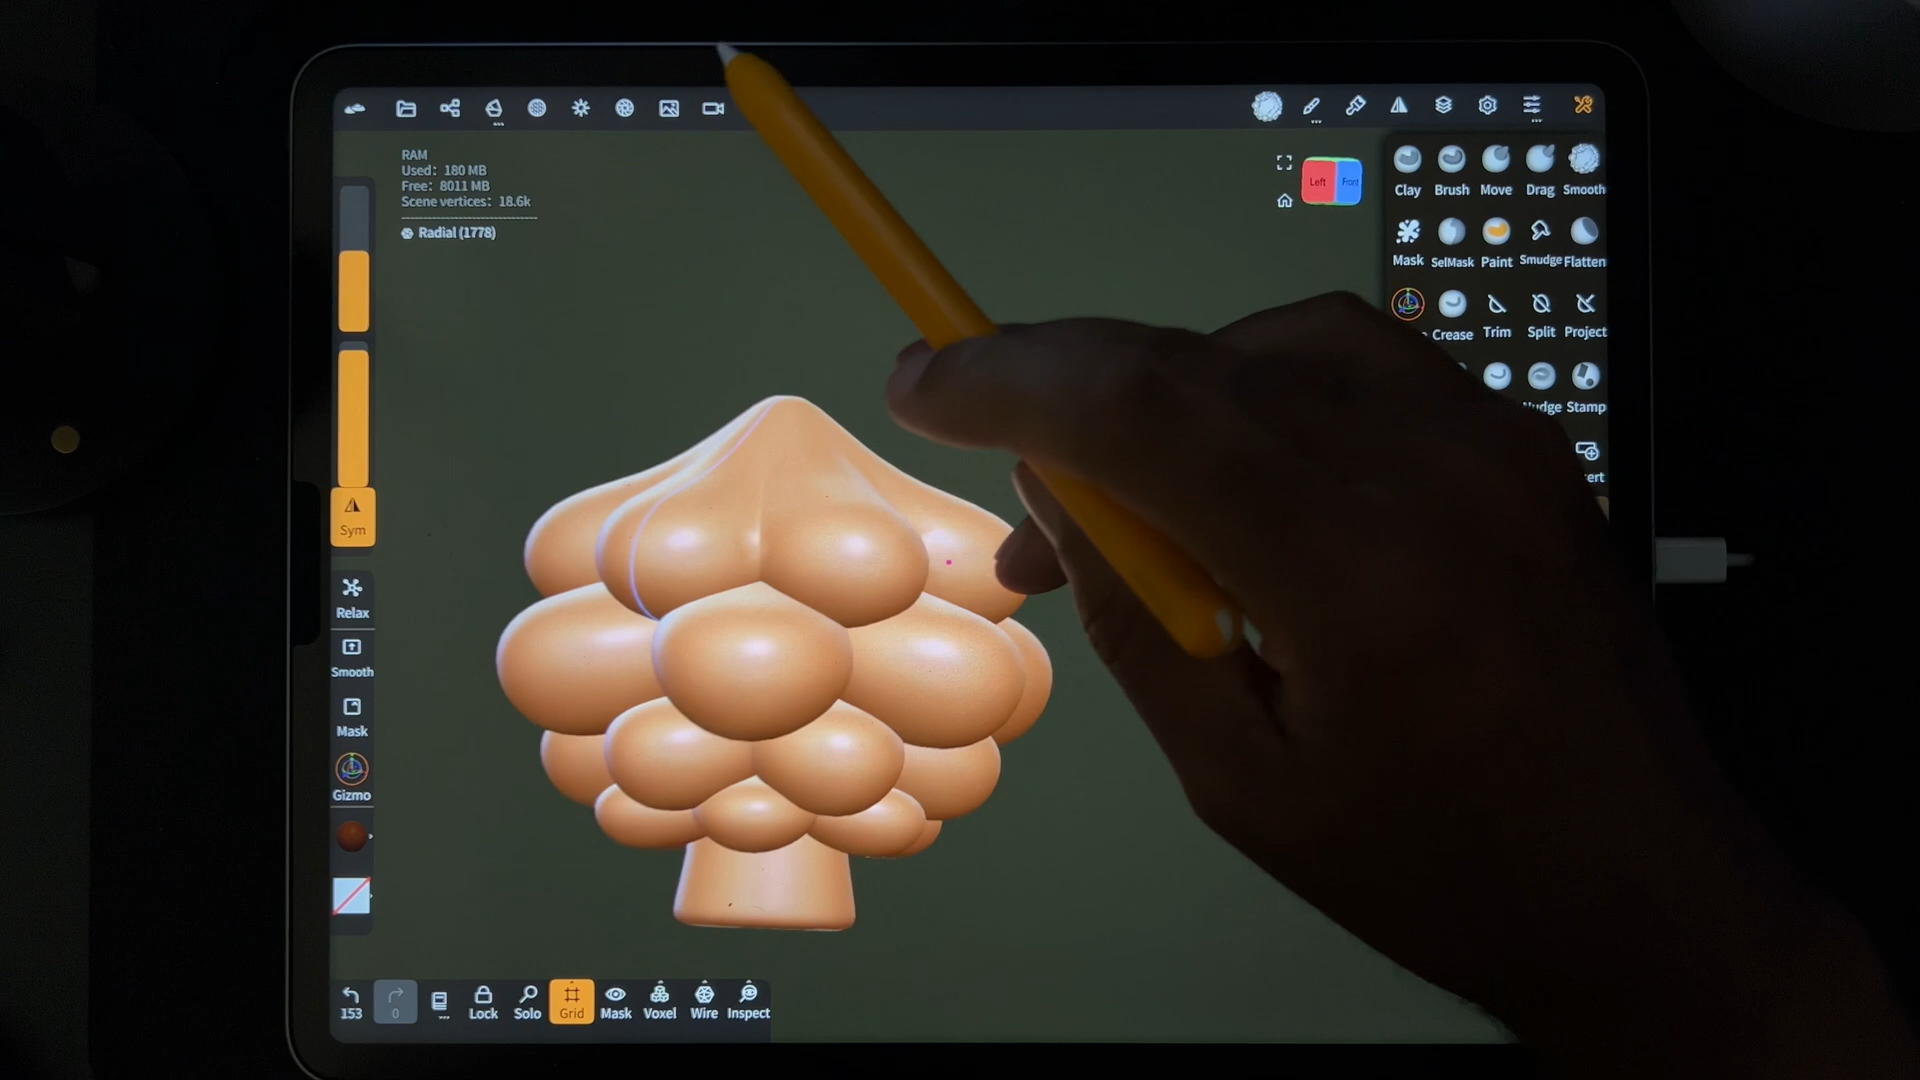 RAM
Used: 180 MB
Free: 8011 MB
Scene vertices: 18.6k
Radial (1778)
Left Front
Clay Brush Move Drag Smooth
Mask SelMask Paint Smudge Flatten
Crease Trim Split Project
Stamp
Sym
Relax
Smooth
Mask
Gizmo
153 0 Lock Solo Grid Mask Voxel Wire Inspect